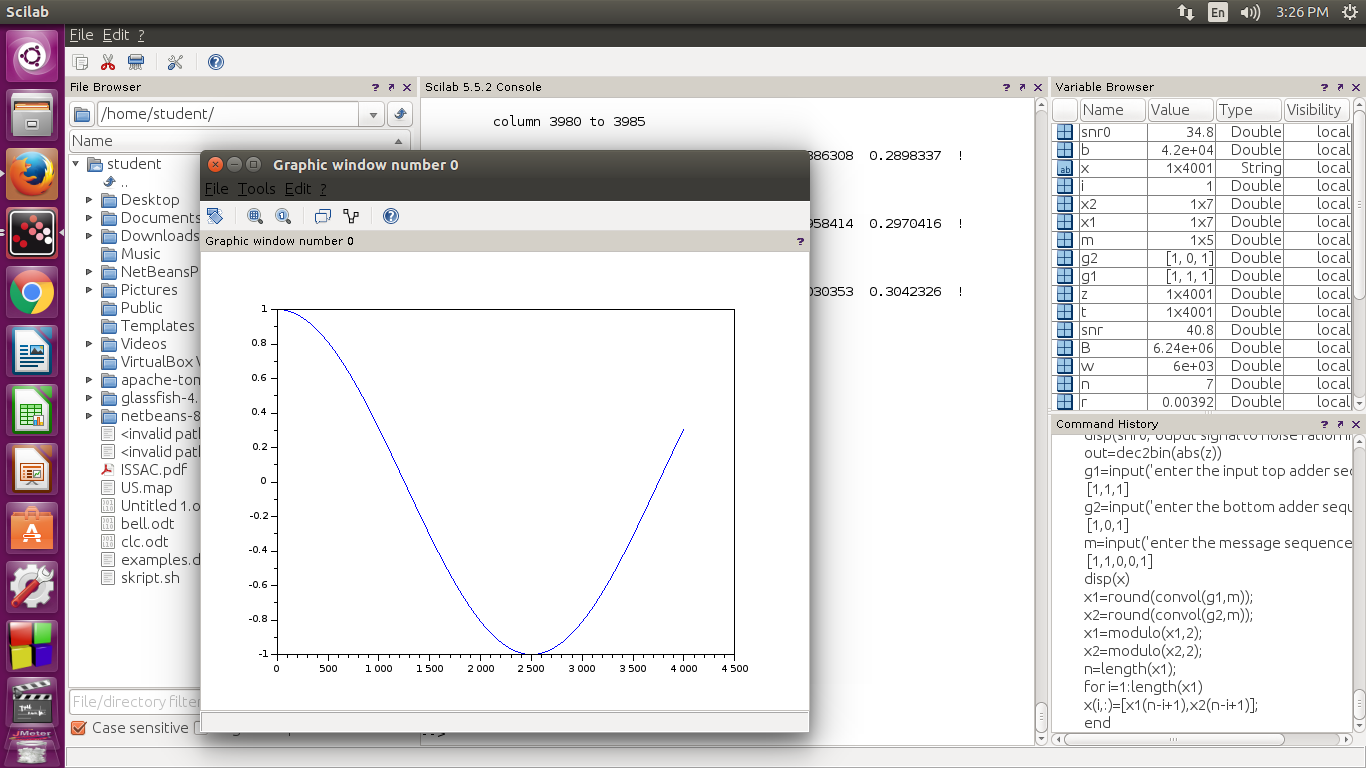 Scilab
En
3:26 PM
File Edit ?
File Browser
/home/student/
Name
student
..
Desktop
Documents
Downloads
Music
NetBeansP
Pictures
Public
Templates
Videos
VirtualBox V
apache-tom
glassfish-4.
netbeans-8
<invalid path
<invalid path
ISSAC.pdf
US.map
Untitled 1.o
bell.odt
clc.odt
examples.d
skript.sh
File/directory filter
Case sensitive
Scilab 5.5.2 Console
column 3980 to 3985
886308 0.2898337 !
958414 0.2970416 !
030353 0.3042326 !
Graphic window number 0
File Tools Edit ?
Graphic window number 0
1
0.8
0.6
0.4
0.2
0
-0.2
-0.4
-0.6
-0.8
-1
0 500 1 000 1 500 2 000 2 500 3 000 3 500 4 000 4 500
Variable Browser
Name Value Type Visibility
snr0 34.8 Double local
b 4.2e+04 Double local
x 1x4001 String local
i 1 Double local
x2 1x7 Double local
x1 1x7 Double local
m 1x5 Double local
g2 [1, 0, 1] Double local
g1 [1, 1, 1] Double local
z 1x4001 Double local
t 1x4001 Double local
snr 40.8 Double local
B 6.24e+06 Double local
w 6e+03 Double local
n 7 Double local
r 0.00392 Double local
Command History
out=dec2bin(abs(z))
g1=input('enter the input top adder seq
[1,1,1]
g2=input('enter the bottom adder sequ
[1,0,1]
m=input('enter the message sequence
[1,1,0,0,1]
disp(x)
x1=round(convol(g1,m));
x2=round(convol(g2,m));
x1=modulo(x1,2);
x2=modulo(x2,2);
n=length(x1);
for i=1:length(x1)
x(i,:)=[x1(n-i+1),x2(n-i+1)];
end
JMeter